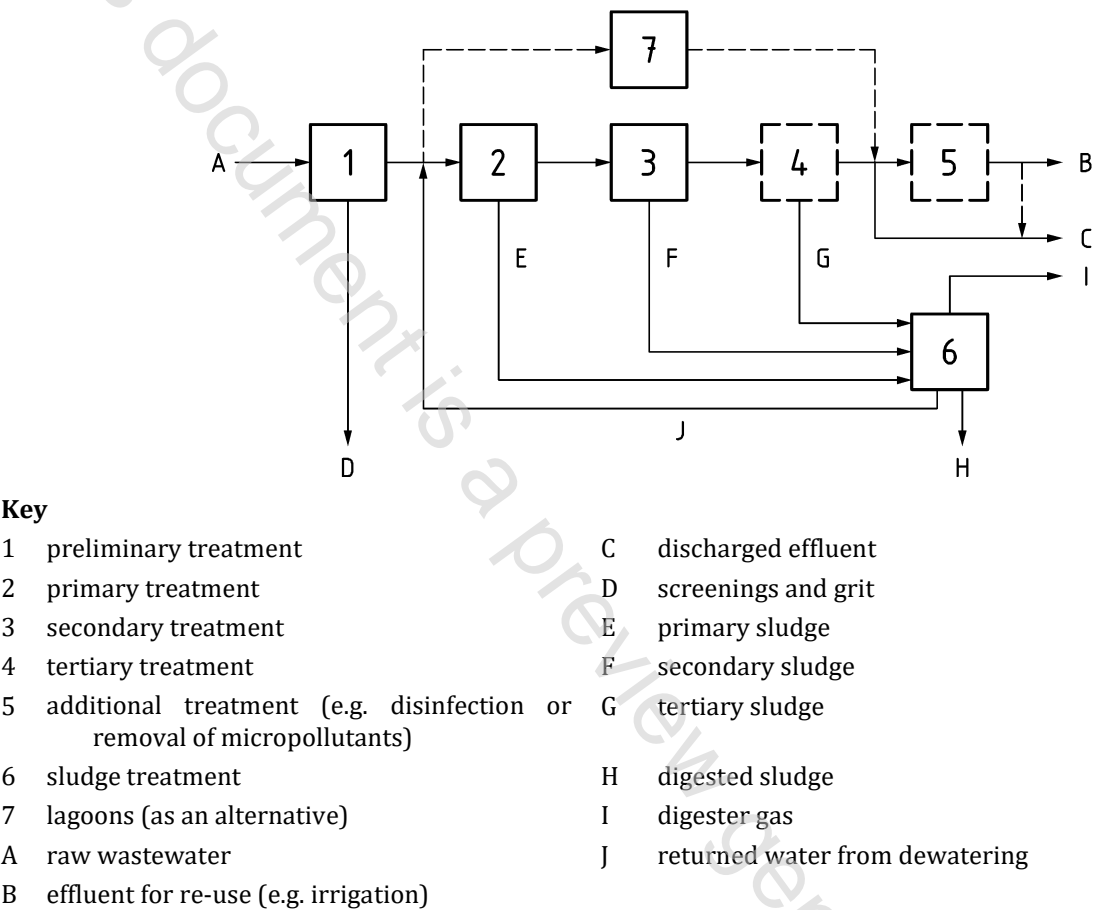 7
A
1
2
3
4
5
B
C
E
F
G
I
6
J
D
H
Key
1 preliminary treatment
C discharged effluent
2 primary treatment
D screenings and grit
3 secondary treatment
E primary sludge
4 tertiary treatment
F secondary sludge
5 additional treatment (e.g. disinfection or
removal of micropollutants)
G tertiary sludge
6 sludge treatment
H digested sludge
7 lagoons (as an alternative)
I digester gas
A raw wastewater
J returned water from dewatering
B effluent for re-use (e.g. irrigation)
document is a preview